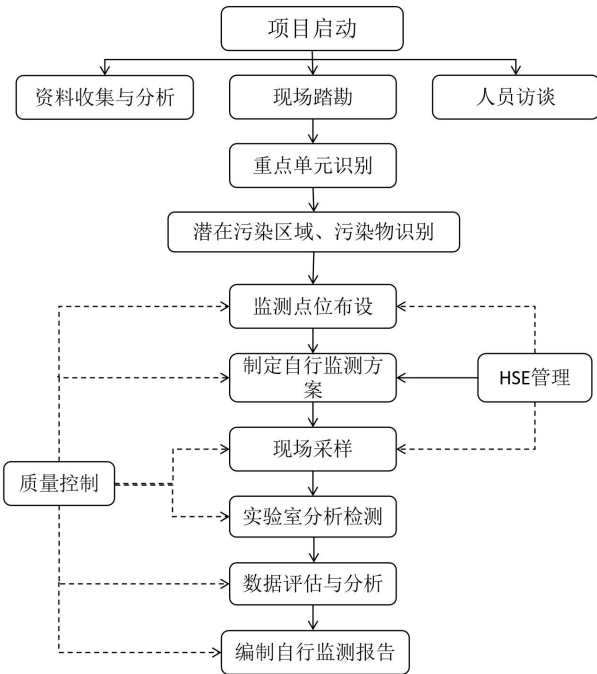 项目启动
资料收集与分析
现场踏勘
人员访谈
重点单元识别
潜在污染区域、污染物识别
监测点位布设
制定自行监测方
案
HSE管理
现场采样
质量控制
实验室分析检测
数据评估与分析
编制自行监测报告